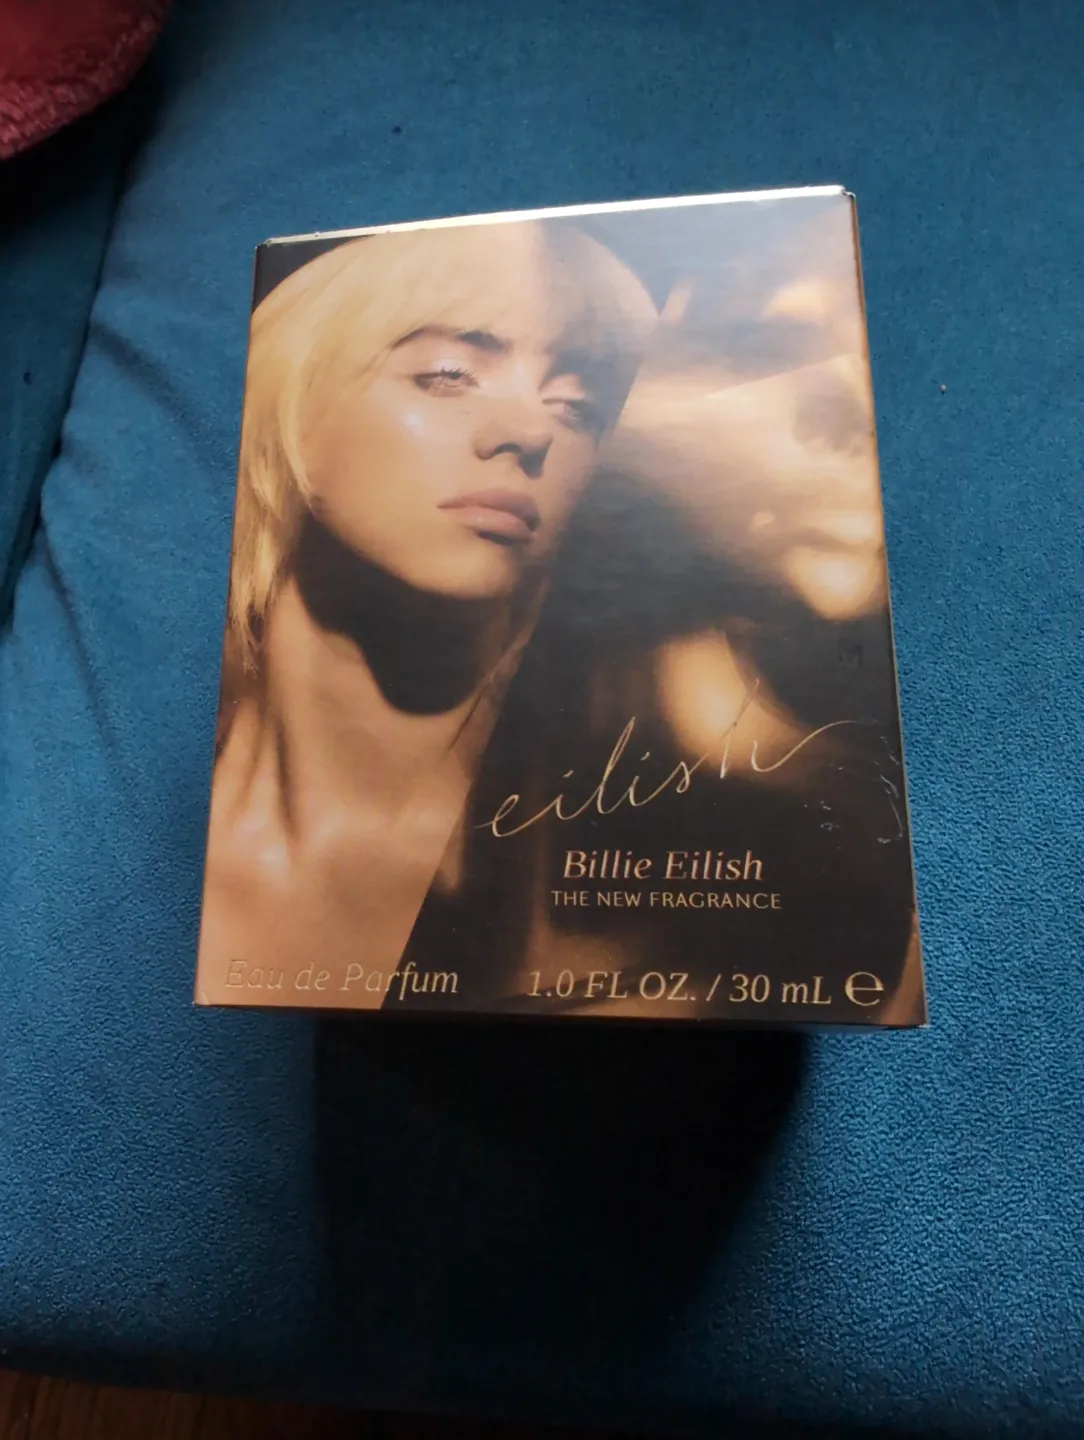 eilish
Billie Eilish
THE NEW FRAGRANCE
Eau de Parfum 1.0 FL OZ. / 30 mL ℮